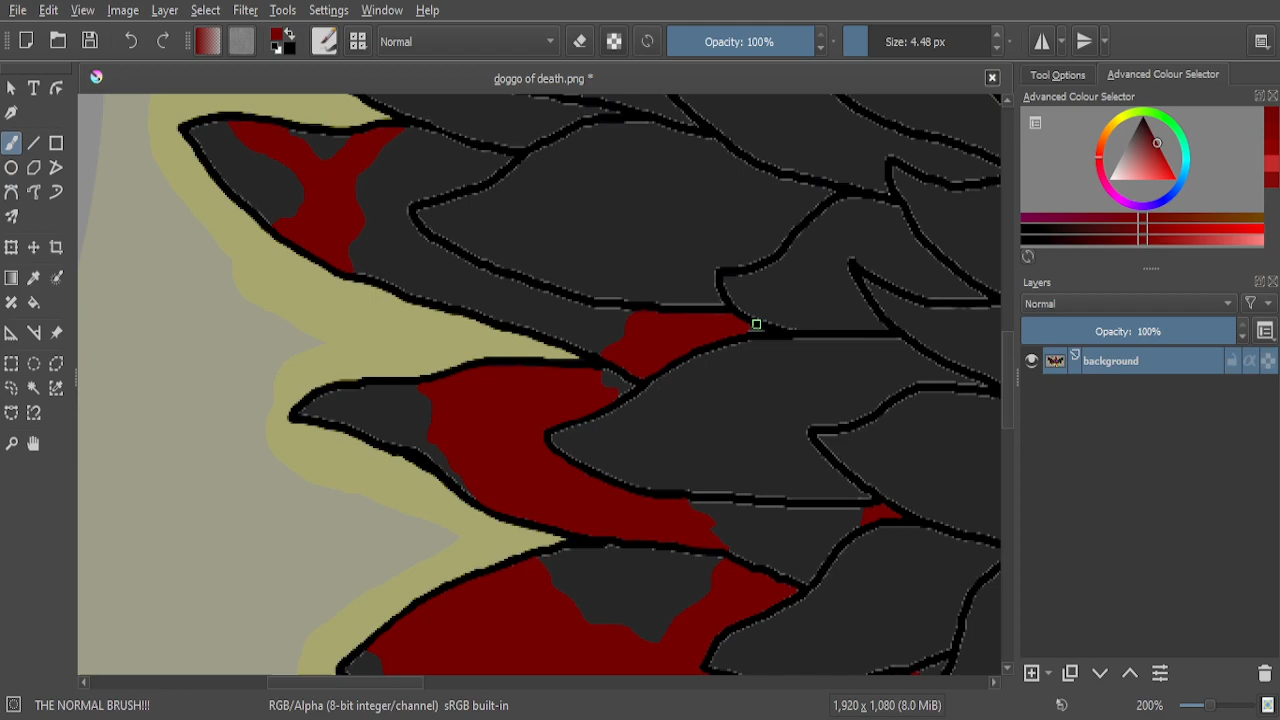 File Edit View Image Layer Select Filter Tools Settings Window Help
Normal Opacity: 100% Size: 4.48 px
doggo of death.png *
Tool Options Advanced Colour Selector
Advanced Colour Selector
Layers
Normal
Opacity: 100%
background
THE NORMAL BRUSH!!! RGB/Alpha (8-bit integer/channel) sRGB built-in 1,920 x 1,080 (8.0 MiB) 200%